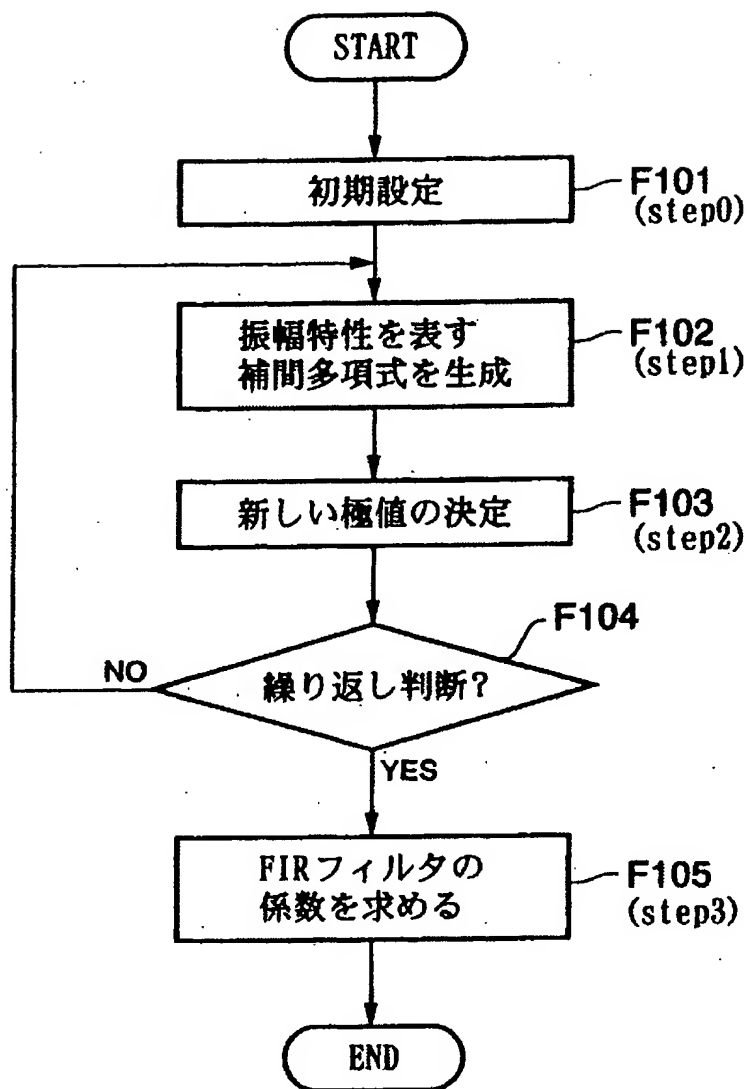 START
初期設定
F101
(step0)
振幅特性を表す
補間多項式を生成
F102
(step1)
新しい極値の決定
F103
(step2)
F104
繰り返し判断?
NO
YES
FIRフィルタの
係数を求める
F105
(step3)
END